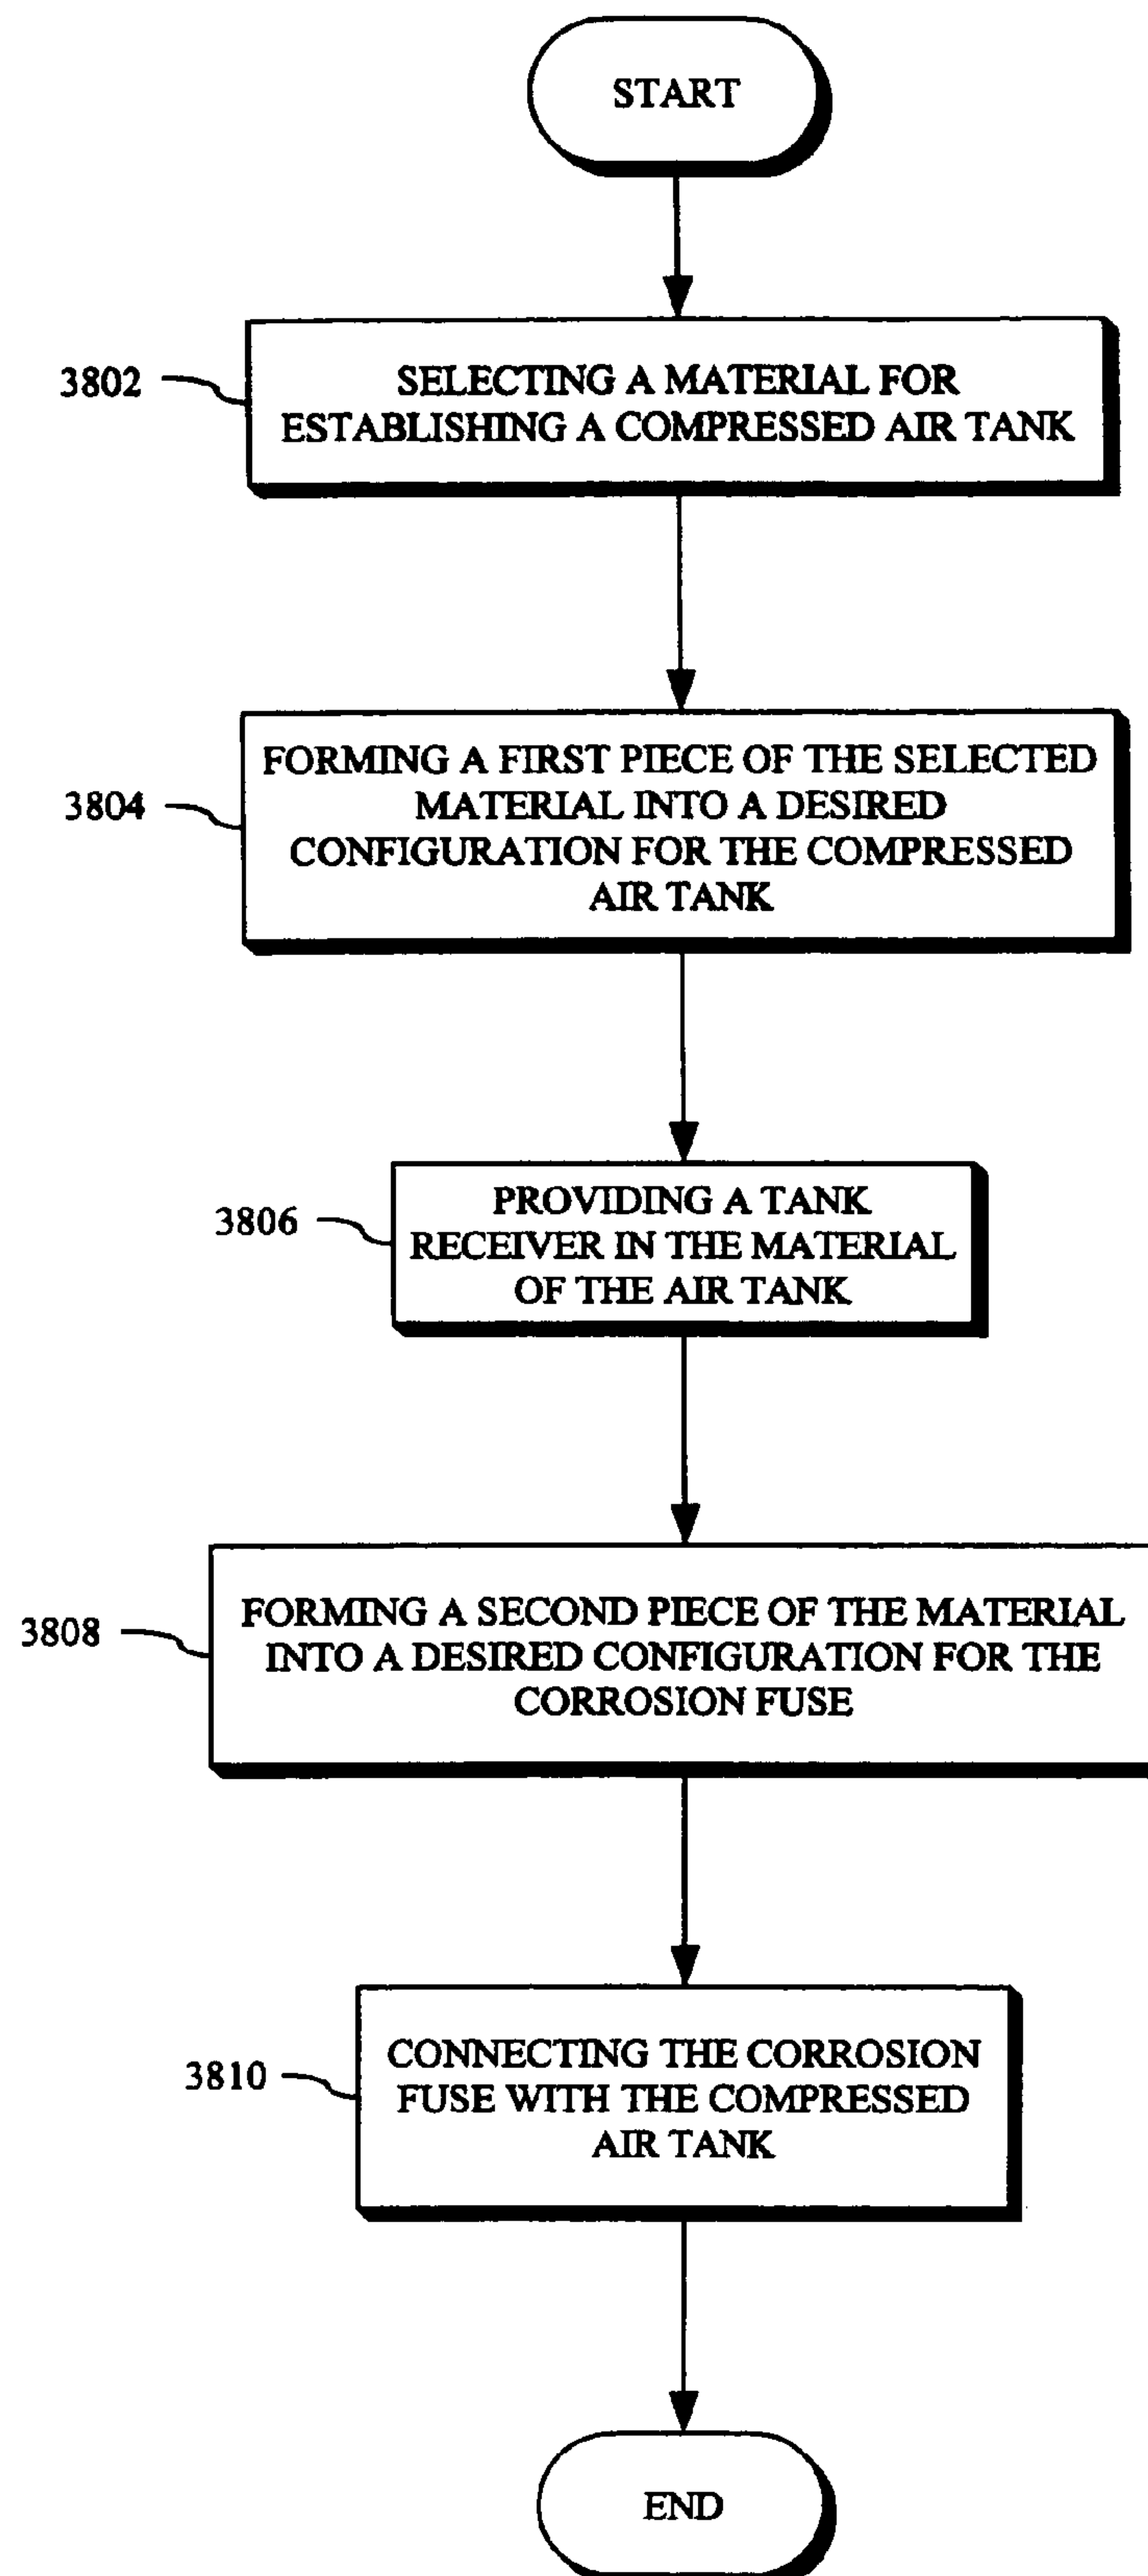 START
3802
SELECTING A MATERIAL FOR
ESTABLISHING A COMPRESSED AIR TANK
3804
FORMING A FIRST PIECE OF THE SELECTED
MATERIAL INTO A DESIRED
CONFIGURATION FOR THE COMPRESSED
AIR TANK
3806
PROVIDING A TANK
RECEIVER IN THE MATERIAL
OF THE AIR TANK
3808
FORMING A SECOND PIECE OF THE MATERIAL
INTO A DESIRED CONFIGURATION FOR THE
CORROSION FUSE
3810
CONNECTING THE CORROSION
FUSE WITH THE COMPRESSED
AIR TANK
END